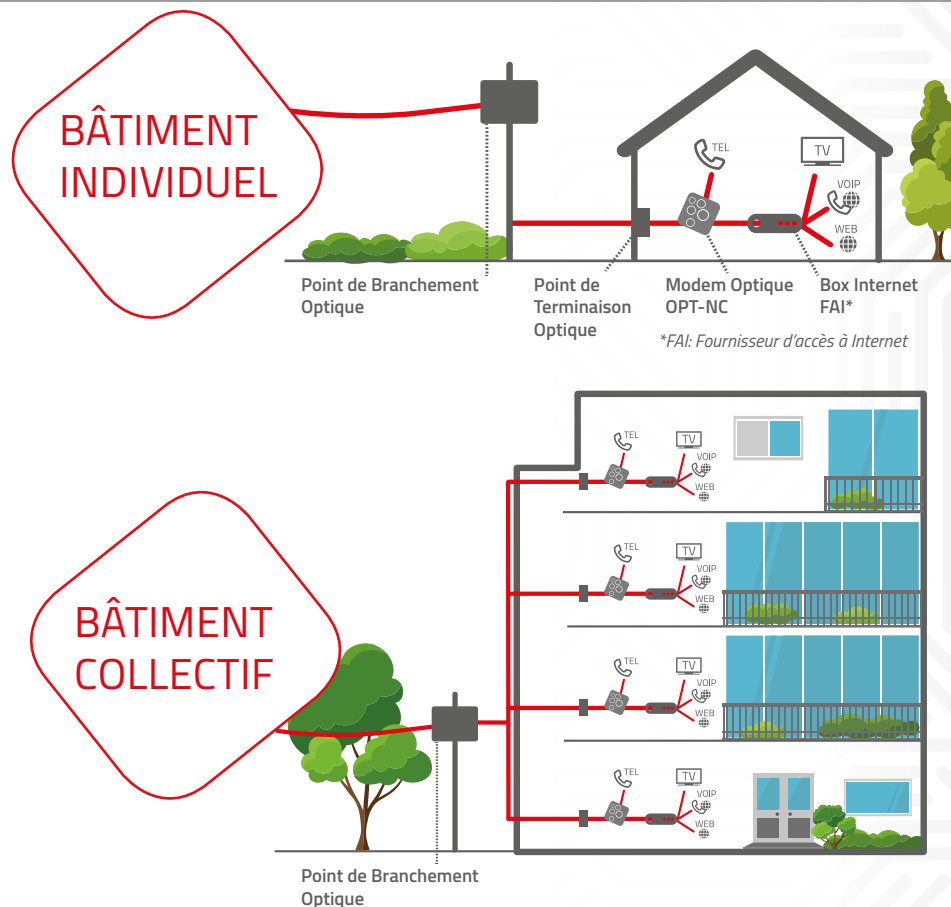 BÂTIMENT
INDIVIDUEL
TEL
TV
VOIP
WEB
Point de Branchement
Optique
Point de
Terminaison
Optique
Modem Optique
OPT-NC
Box Internet
FAI*
*FAI: Fournisseur d'accès à Internet
BÂTIMENT
COLLECTIF
TEL
TV
VOIP
WEB
TEL
TV
VOIP
WEB
TEL
TV
VOIP
WEB
TEL
TV
VOIP
WEB
Point de Branchement
Optique